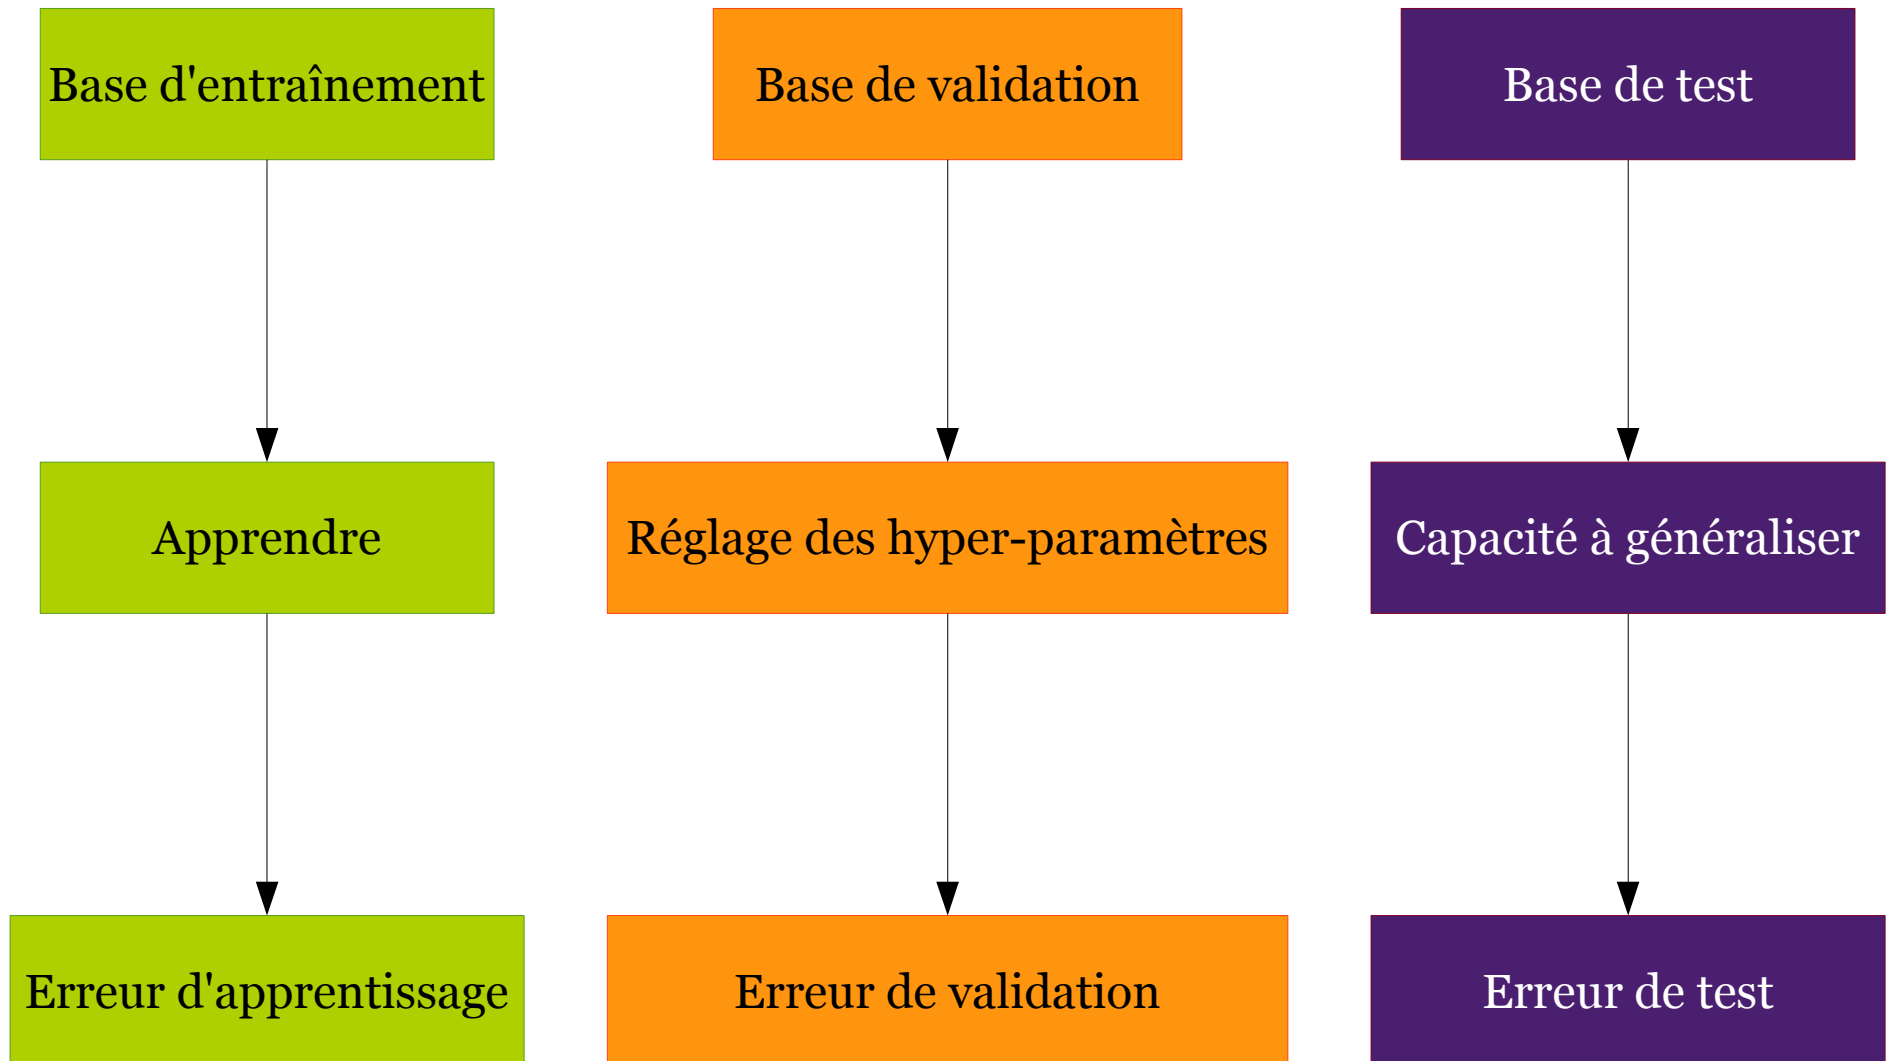 Base d'entraînement
Base de validation
Base de test
Apprendre
Réglage des hyper-paramètres
Capacité à généraliser
Erreur d'apprentissage
Erreur de validation
Erreur de test